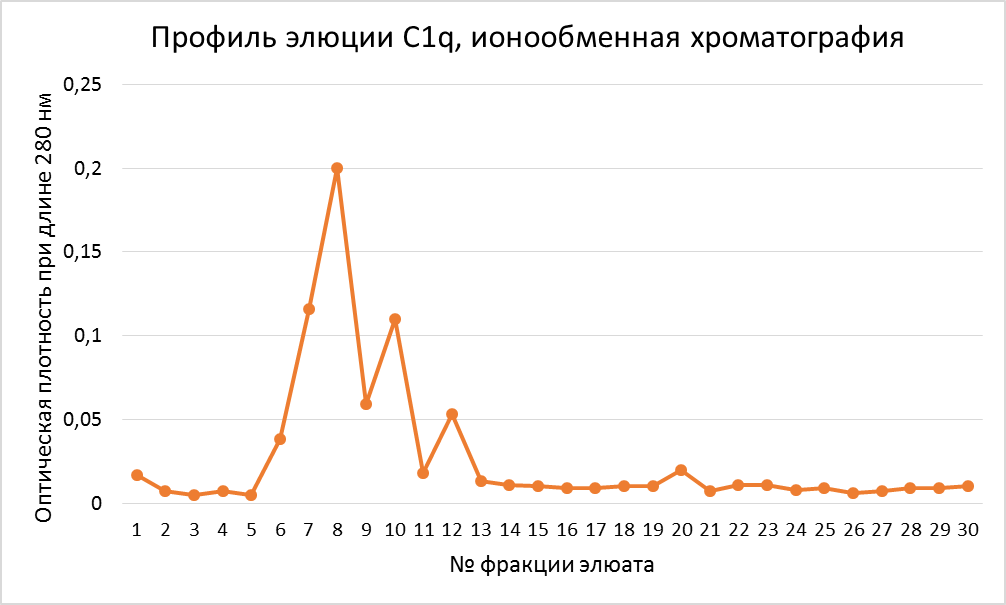 Профиль элюции C1q, ионообменная хроматография
Оптическая плотность при длине 280 нм
0,25
0,2
0,15
0,1
0,05
0
1 2 3 4 5 6 7 8 9 10 11 12 13 14 15 16 17 18 19 20 21 22 23 24 25 26 27 28 29 30
№ фракции элюата